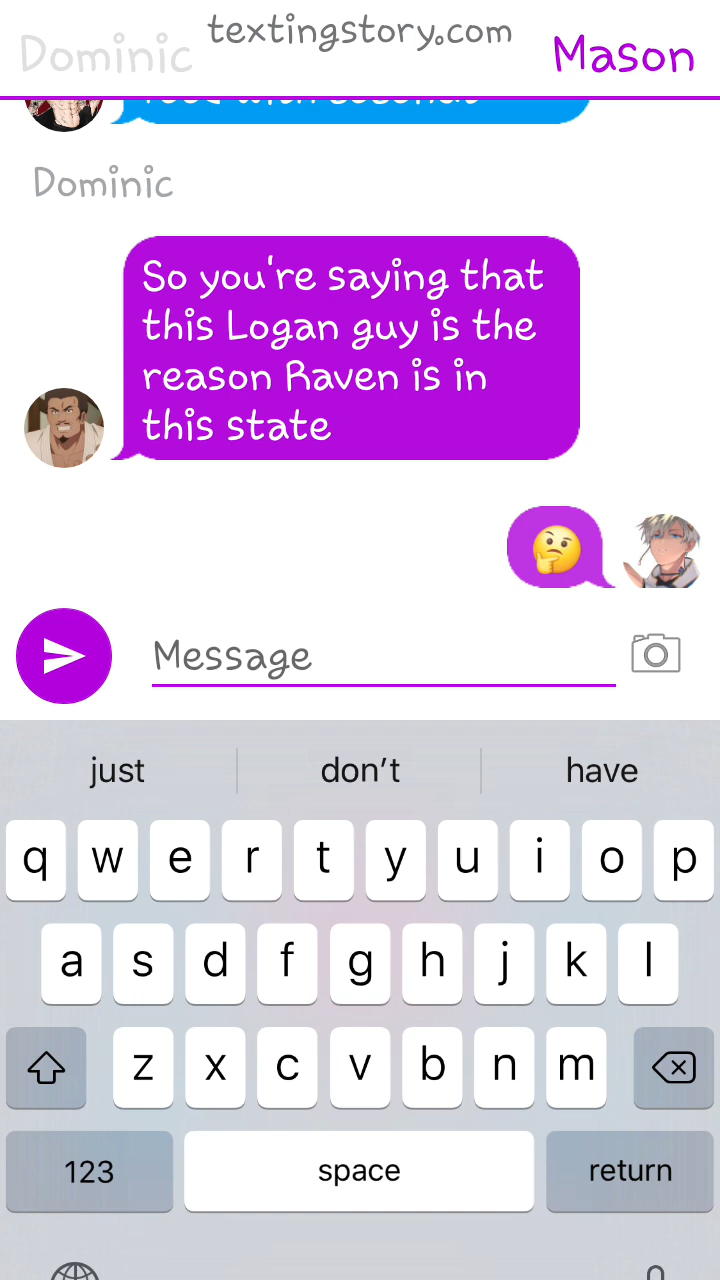 textingstory.com
Dominic
Mason
Dominic
So you're saying that
this Logan guy is the
reason Raven is in
this state
🤔
Message
just
don't
have
q w e r t y u i o p
a s d f g h j k l
z x c v b n m
123
space
return